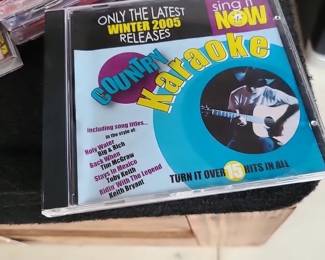 ONLY THE LATEST
WINTER 2005
RELEASES
sing it
NOW
COUNTRY
Karaoke
including song titles...
in the style of:
Holy Water
Big & Rich
Back When
Tim McGraw
Stays In Mexico
Toby Keith
Ridin' With The Legend
Keith Bryant
TURN IT OVER 15 HITS IN ALL